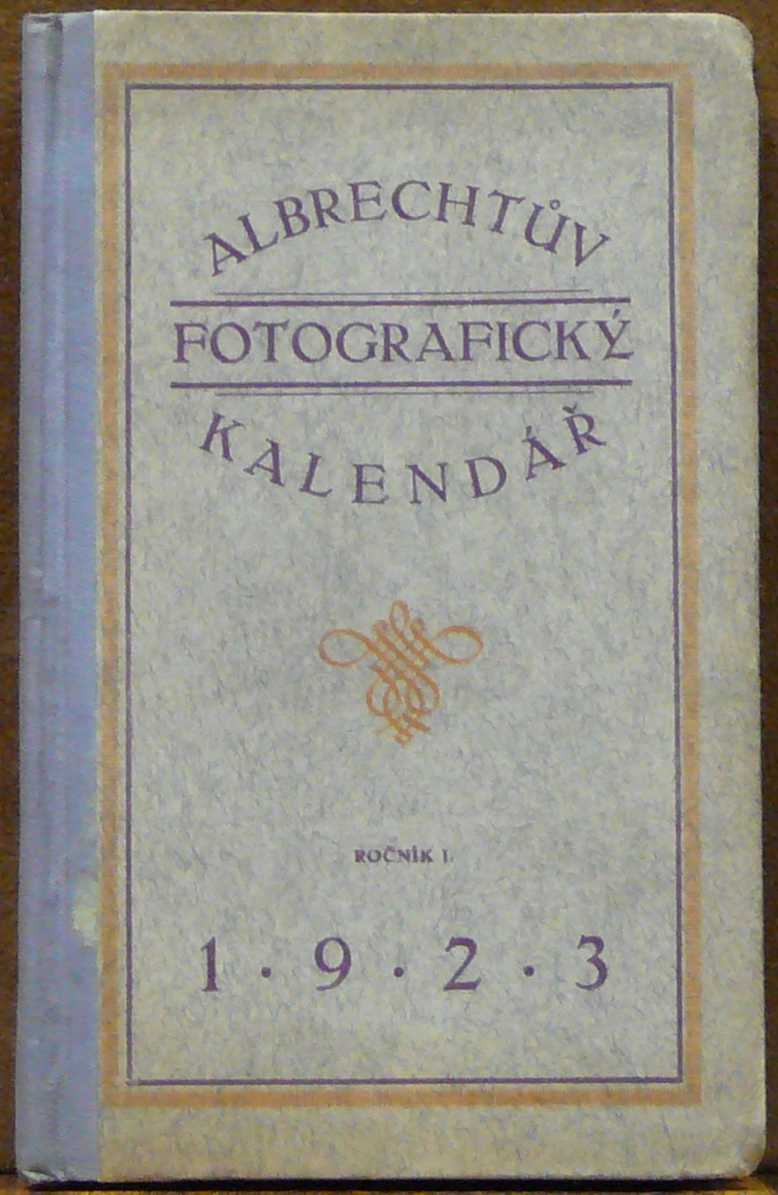 ALBRECHTŮV
FOTOGRAFICKÝ
KALENDÁŘ
ROČNÍK I.
1 · 9 · 2 · 3